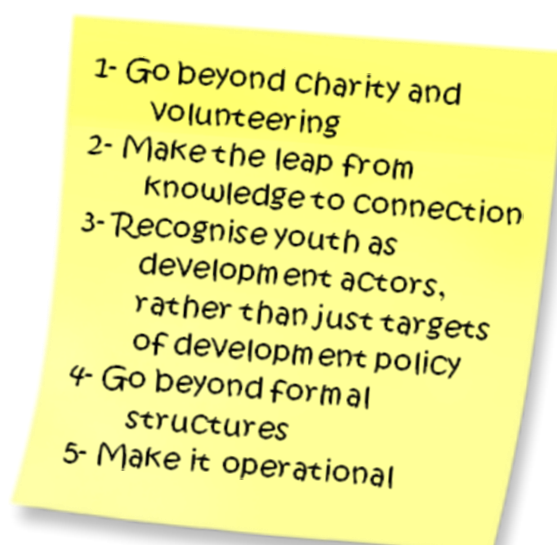 1- Go beyond Charity and
volunteering
2- Make the leap from
knowledge to connection
3- Recognise youth as
development actors,
rather than just targets
of development policy
4- Go beyond formal
structures
5- Make it operational